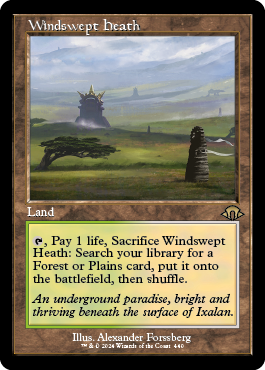 Windswept Heath
Land
, Pay 1 life, Sacrifice Windswept
Heath: Search your library for a
Forest or Plains card, put it onto
the battlefield, then shuffle.
An underground paradise, bright and
thriving beneath the surface of Ixalan.
Illus. Alexander Forssberg
™ & © 2024 Wizards of the Coast 440